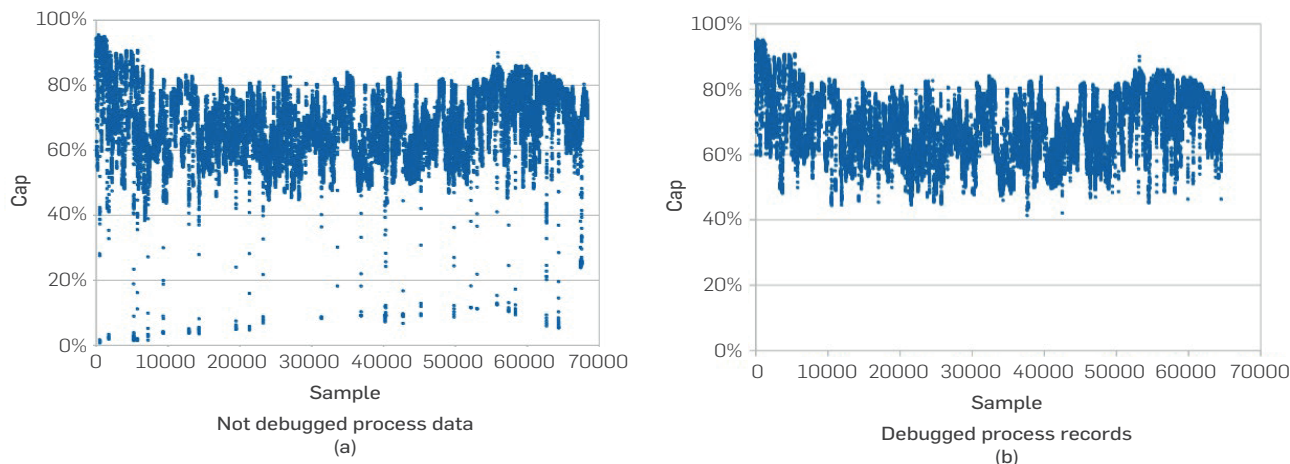 100%
80%
60%
40%
20%
0%
Cap
0 10000 20000 30000 40000 50000 60000 70000
Sample
Not debugged process data
(a)
100%
80%
60%
40%
20%
0%
Cap
0 10000 20000 30000 40000 50000 60000 70000
Sample
Debugged process records
(b)